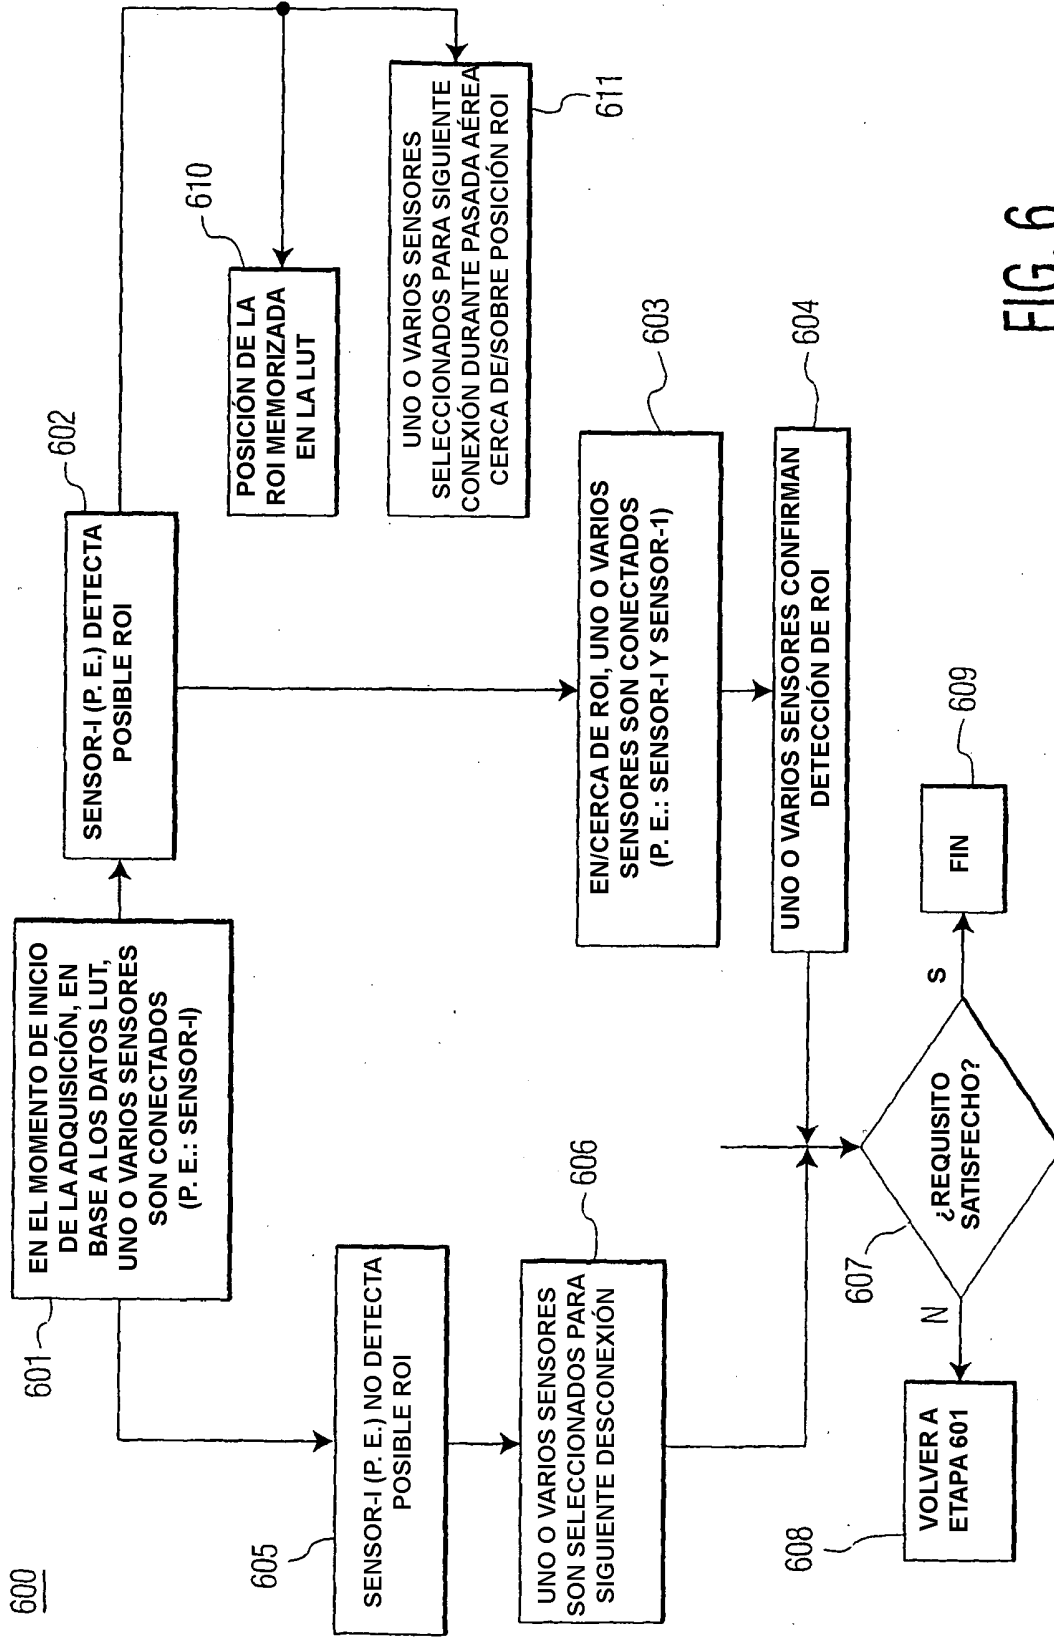 600
601
EN EL MOMENTO DE INICIO
DE LA ADQUISICIÓN, EN
BASE A LOS DATOS LUT,
UNO O VARIOS SENSORES
SON CONECTADOS
(P. E.: SENSOR-I)
602
SENSOR-I (P. E.) DETECTA
POSIBLE ROI
610
POSICIÓN DE LA
ROI MEMORIZADA
EN LA LUT
UNO O VARIOS SENSORES
SELECCIONADOS PARA SIGUIENTE
CONEXIÓN DURANTE PASADA AÉREA
CERCA DE/SOBRE POSICIÓN ROI
611
605
SENSOR-I (P. E.) NO DETECTA
POSIBLE ROI
606
UNO O VARIOS SENSORES
SON SELECCIONADOS PARA
SIGUIENTE DESCONEXIÓN
603
EN/CERCA DE ROI, UNO O VARIOS
SENSORES SON CONECTADOS
(P. E.: SENSOR-I Y SENSOR-1)
604
UNO O VARIOS SENSORES CONFIRMAN
DETECCIÓN DE ROI
607
¿REQUISITO
SATISFECHO?
N
S
608
VOLVER A
ETAPA 601
609
FIN
FIG. 6